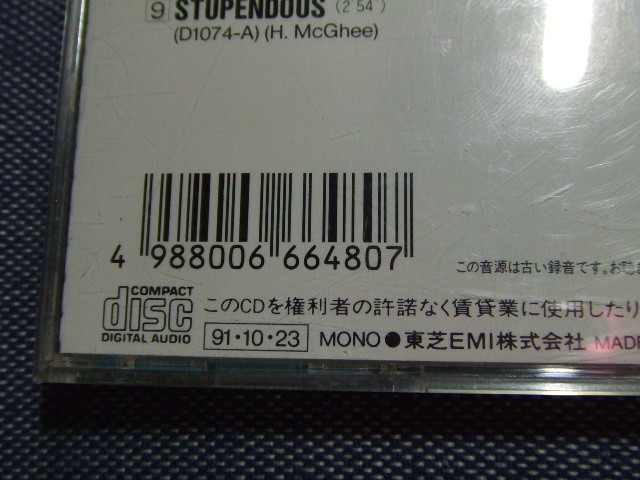 9 STUPENDOUS (2'54")
(D1074-A) (H. McGhee)
4 988006 664807
この音源は古い録音です。お聴
COMPACT
disc
DIGITAL AUDIO
このCDを権利者の許諾なく賃貸業に使用したり
91・10・23 MONO ● 東芝EMI株式会社 MADE